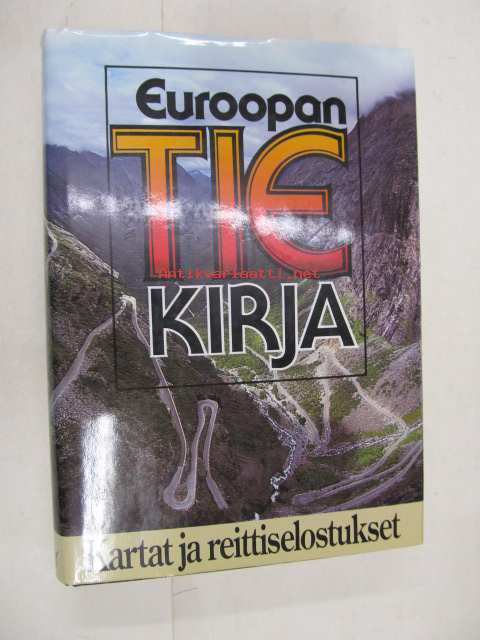 Euroopan
TIE
Antikvariaatti.net
KIRJA
Kartat ja reittiselostukset